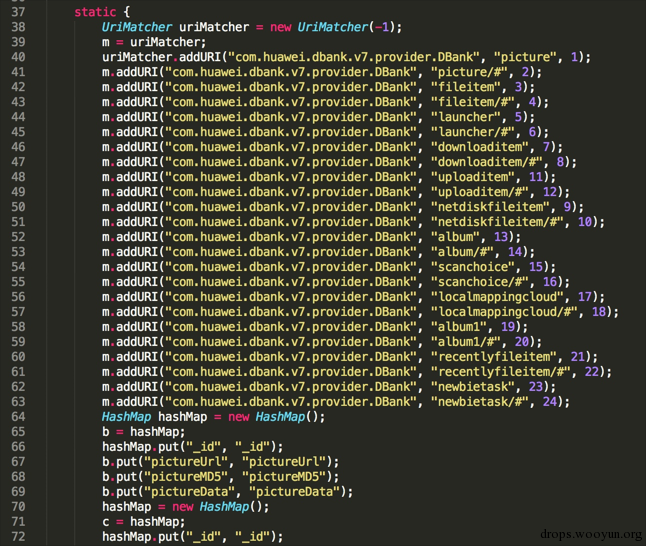 37 static {
38 UriMatcher uriMatcher = new UriMatcher(-1);
39 m = uriMatcher;
40 uriMatcher.addURI("com.huawei.dbank.v7.provider.DBank", "picture", 1);
41 m.addURI("com.huawei.dbank.v7.provider.DBank", "picture/#", 2);
42 m.addURI("com.huawei.dbank.v7.provider.DBank", "fileitem", 3);
43 m.addURI("com.huawei.dbank.v7.provider.DBank", "fileitem/#", 4);
44 m.addURI("com.huawei.dbank.v7.provider.DBank", "launcher", 5);
45 m.addURI("com.huawei.dbank.v7.provider.DBank", "launcher/#", 6);
46 m.addURI("com.huawei.dbank.v7.provider.DBank", "downloaditem", 7);
47 m.addURI("com.huawei.dbank.v7.provider.DBank", "downloaditem/#", 8);
48 m.addURI("com.huawei.dbank.v7.provider.DBank", "uploaditem", 11);
49 m.addURI("com.huawei.dbank.v7.provider.DBank", "uploaditem/#", 12);
50 m.addURI("com.huawei.dbank.v7.provider.DBank", "netdiskfileitem", 9);
51 m.addURI("com.huawei.dbank.v7.provider.DBank", "netdiskfileitem/#", 10);
52 m.addURI("com.huawei.dbank.v7.provider.DBank", "album", 13);
53 m.addURI("com.huawei.dbank.v7.provider.DBank", "album/#", 14);
54 m.addURI("com.huawei.dbank.v7.provider.DBank", "scanchoice", 15);
55 m.addURI("com.huawei.dbank.v7.provider.DBank", "scanchoice/#", 16);
56 m.addURI("com.huawei.dbank.v7.provider.DBank", "localmappingcloud", 17);
57 m.addURI("com.huawei.dbank.v7.provider.DBank", "localmappingcloud/#", 18);
58 m.addURI("com.huawei.dbank.v7.provider.DBank", "album1", 19);
59 m.addURI("com.huawei.dbank.v7.provider.DBank", "album1/#", 20);
60 m.addURI("com.huawei.dbank.v7.provider.DBank", "recentlyfileitem", 21);
61 m.addURI("com.huawei.dbank.v7.provider.DBank", "recentlyfileitem/#", 22);
62 m.addURI("com.huawei.dbank.v7.provider.DBank", "newbietask", 23);
63 m.addURI("com.huawei.dbank.v7.provider.DBank", "newbietask/#", 24);
64 HashMap hashMap = new HashMap();
65 b = hashMap;
66 hashMap.put("_id", "_id");
67 b.put("pictureUrl", "pictureUrl");
68 b.put("pictureMD5", "pictureMD5");
69 b.put("pictureData", "pictureData");
70 hashMap = new HashMap();
71 c = hashMap;
72 hashMap.put("_id", "_id");
drops.wooyun.org